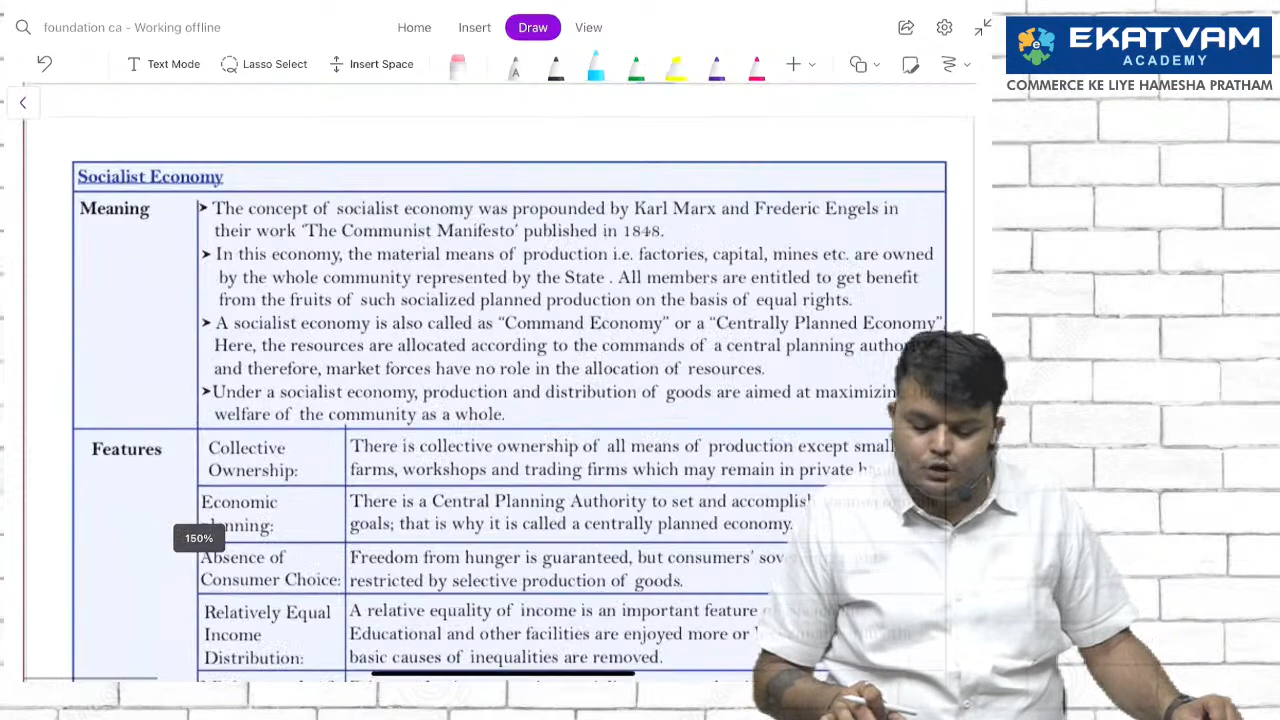 foundation ca - Working offline
Home Insert Draw View
Text Mode Lasso Select Insert Space
A
EKATVAM
ACADEMY
COMMERCE KE LIYE HAMESHA PRATHAM
Socialist Economy
Meaning
➤ The concept of socialist economy was propounded by Karl Marx and Frederic Engels in
their work ‘The Communist Manifesto’ published in 1848.
➤ In this economy, the material means of production i.e. factories, capital, mines etc. are owned
by the whole community represented by the State . All members are entitled to get benefit
from the fruits of such socialized planned production on the basis of equal rights.
➤ A socialist economy is also called as “Command Economy” or a “Centrally Planned Economy”
Here, the resources are allocated according to the commands of a central planning
and therefore, market forces have no role in the allocation of resources.
➤Under a socialist economy, production and distribution of goods are aimed at
welfare of the community as a whole.
Features
Collective
Ownership:
There is collective ownership of all means of production except small
farms, workshops and trading firms which may remain in private
Economic
There is a Central Planning Authority to set and
goals; that is why it is called a centrally planned economy.
150%
Absence of
Consumer Choice:
Freedom from hunger is guaranteed, but consumers’
restricted by selective production of goods.
Relatively Equal
Income
Distribution:
A relative equality of income is an important feature
Educational and other facilities are enjoyed more or
basic causes of inequalities are removed.